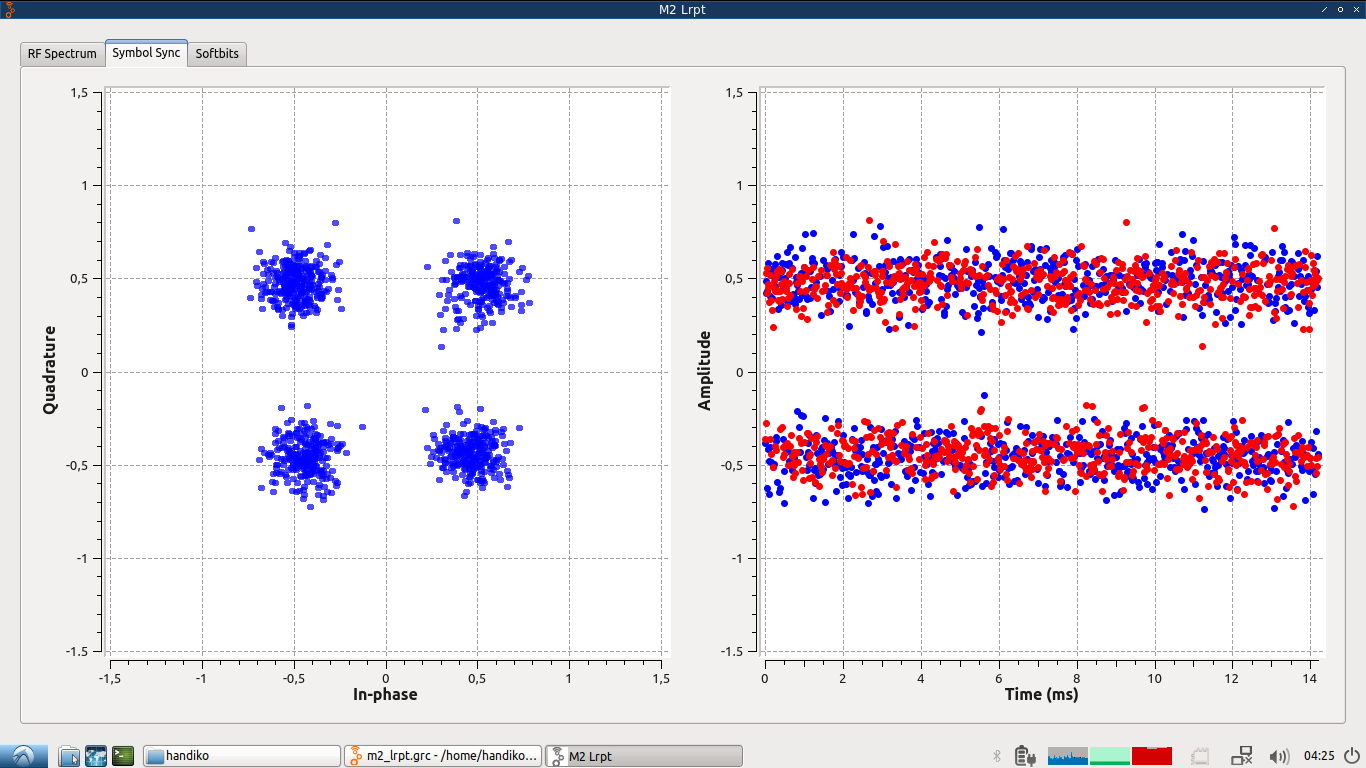 M2 Lrpt
RF Spectrum Symbol Sync Softbits
1,5
1
0,5
0
-0,5
-1
-1.5
Quadrature
-1,5 -1 -0,5 0 0,5 1 1,5
In-phase
1,5
1
0,5
0
-0,5
-1
-1.5
Amplitude
0 2 4 6 8 10 12 14
Time (ms)
handiko m2_lrpt.grc - /home/handiko... M2 Lrpt 04:25